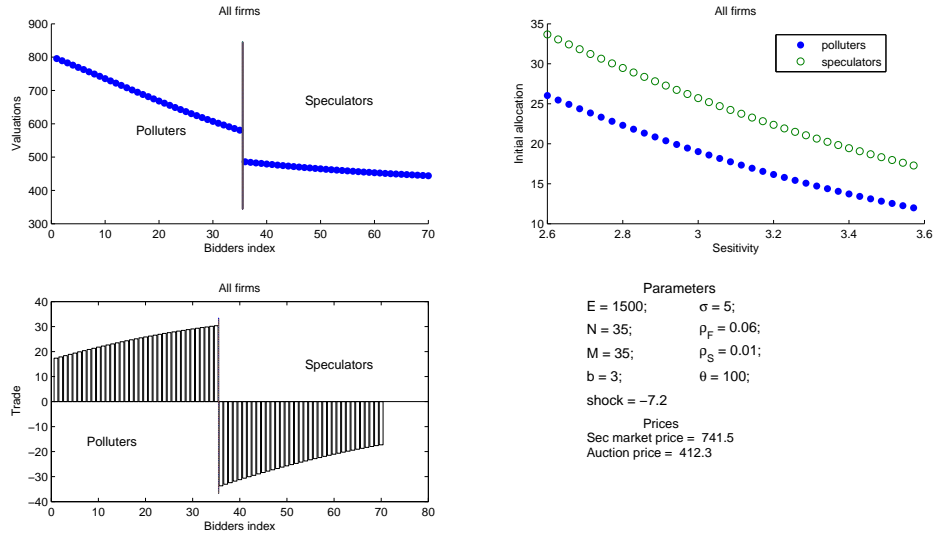 All firms
900
800
700
600
500
400
300
Valuations
Polluters
Speculators
0 10 20 30 40 50 60 70
Bidders index
All firms
35
30
25
20
15
10
Initial allocation
polluters
speculators
2.6 2.8 3 3.2 3.4 3.6
Sesitivity
All firms
40
30
20
10
0
−10
−20
−30
−40
Trade
Speculators
Polluters
0 10 20 30 40 50 60 70 80
Bidders index
Parameters
E = 1500; σ = 5;
N = 35; ρF = 0.06;
M = 35; ρS = 0.01;
b = 3; θ = 100;
shock = −7.2
Prices
Sec market price = 741.5
Auction price = 412.3